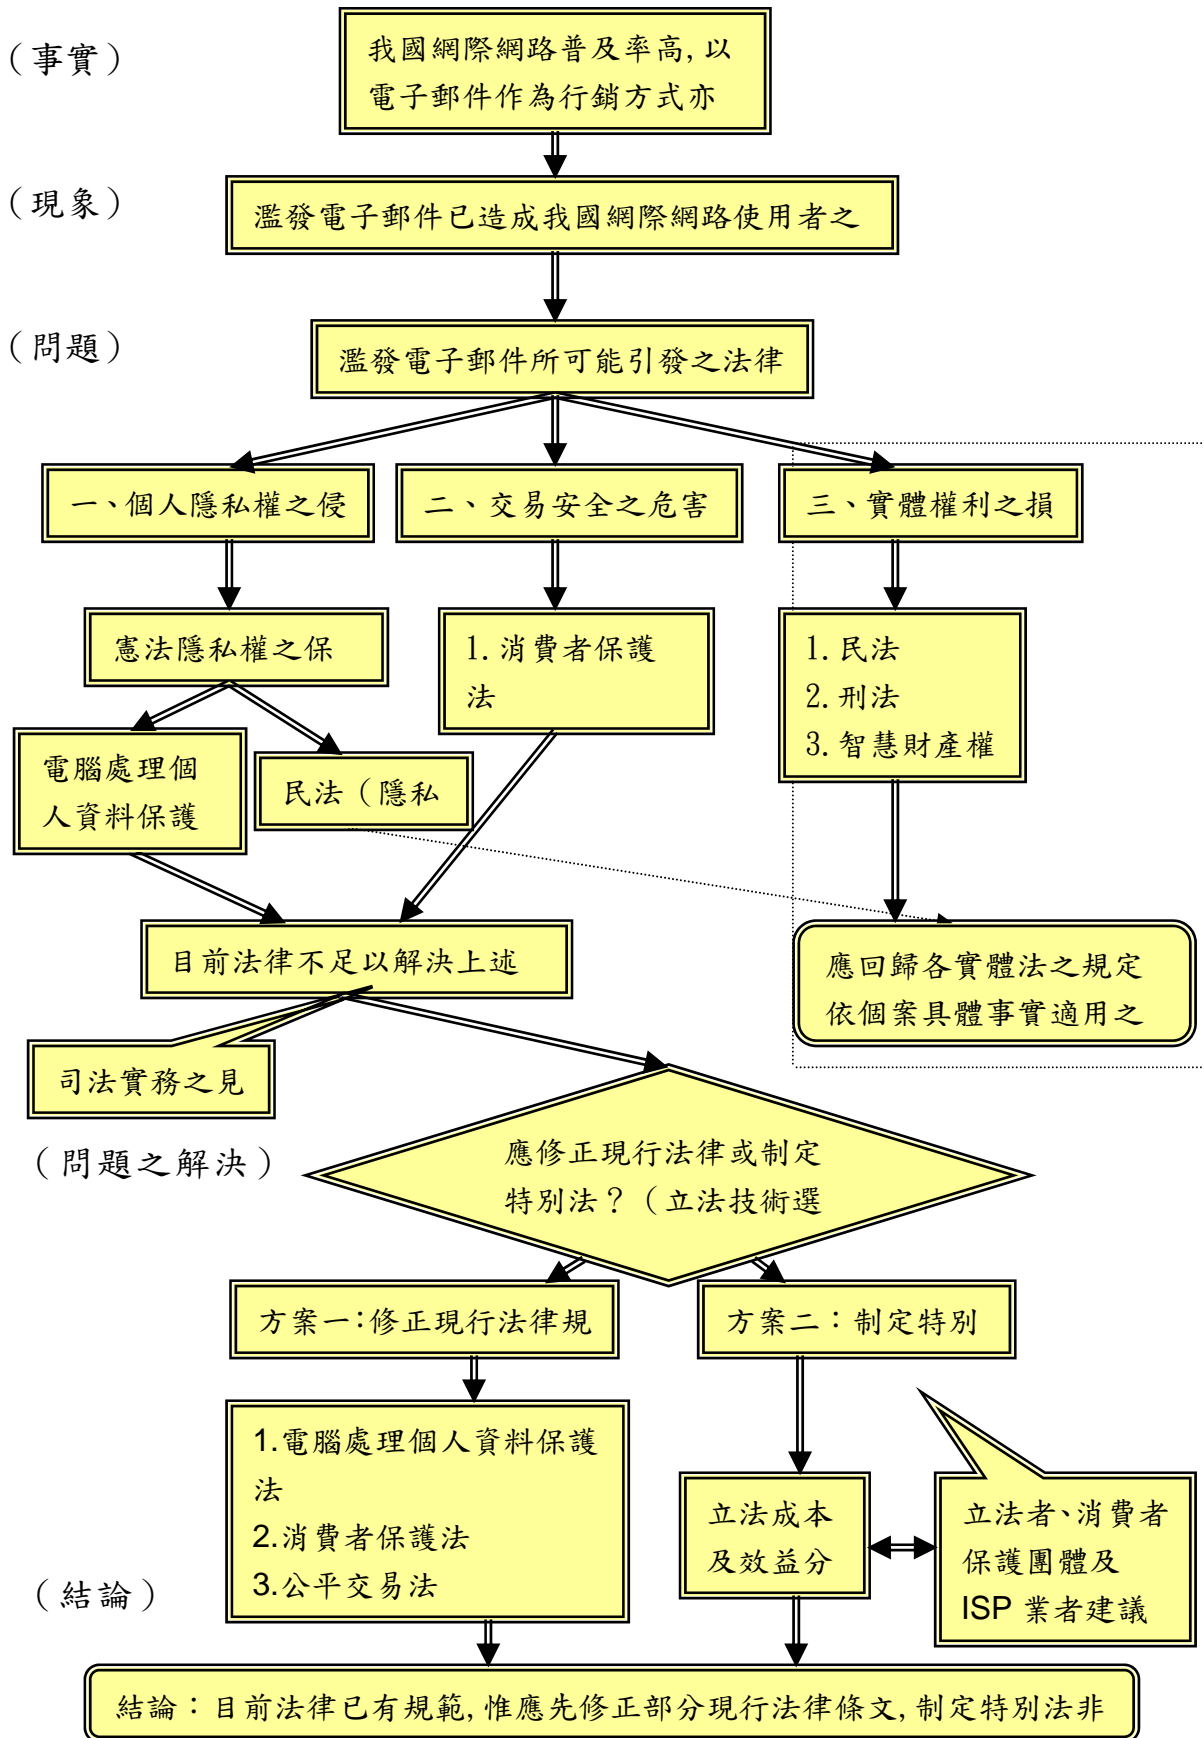 （事實）
我國網際網路普及率高,以
電子郵件作為行銷方式亦
（現象）
濫發電子郵件已造成我國網際網路使用者之
（問題）
濫發電子郵件所可能引發之法律
一、個人隱私權之侵
二、交易安全之危害
三、實體權利之損
憲法隱私權之保
1.消費者保護
法
1.民法
2.刑法
3.智慧財產權
電腦處理個
人資料保護
民法（隱私
目前法律不足以解決上述
應回歸各實體法之規定
依個案具體事實適用之
司法實務之見
（問題之解決）
應修正現行法律或制定
特別法？（立法技術選
方案一:修正現行法律規
方案二：制定特別
1.電腦處理個人資料保護
法
2.消費者保護法
3.公平交易法
立法成本
及效益分
立法者、消費者
保護團體及
ISP 業者建議
（結論）
結論：目前法律已有規範,惟應先修正部分現行法律條文,制定特別法非